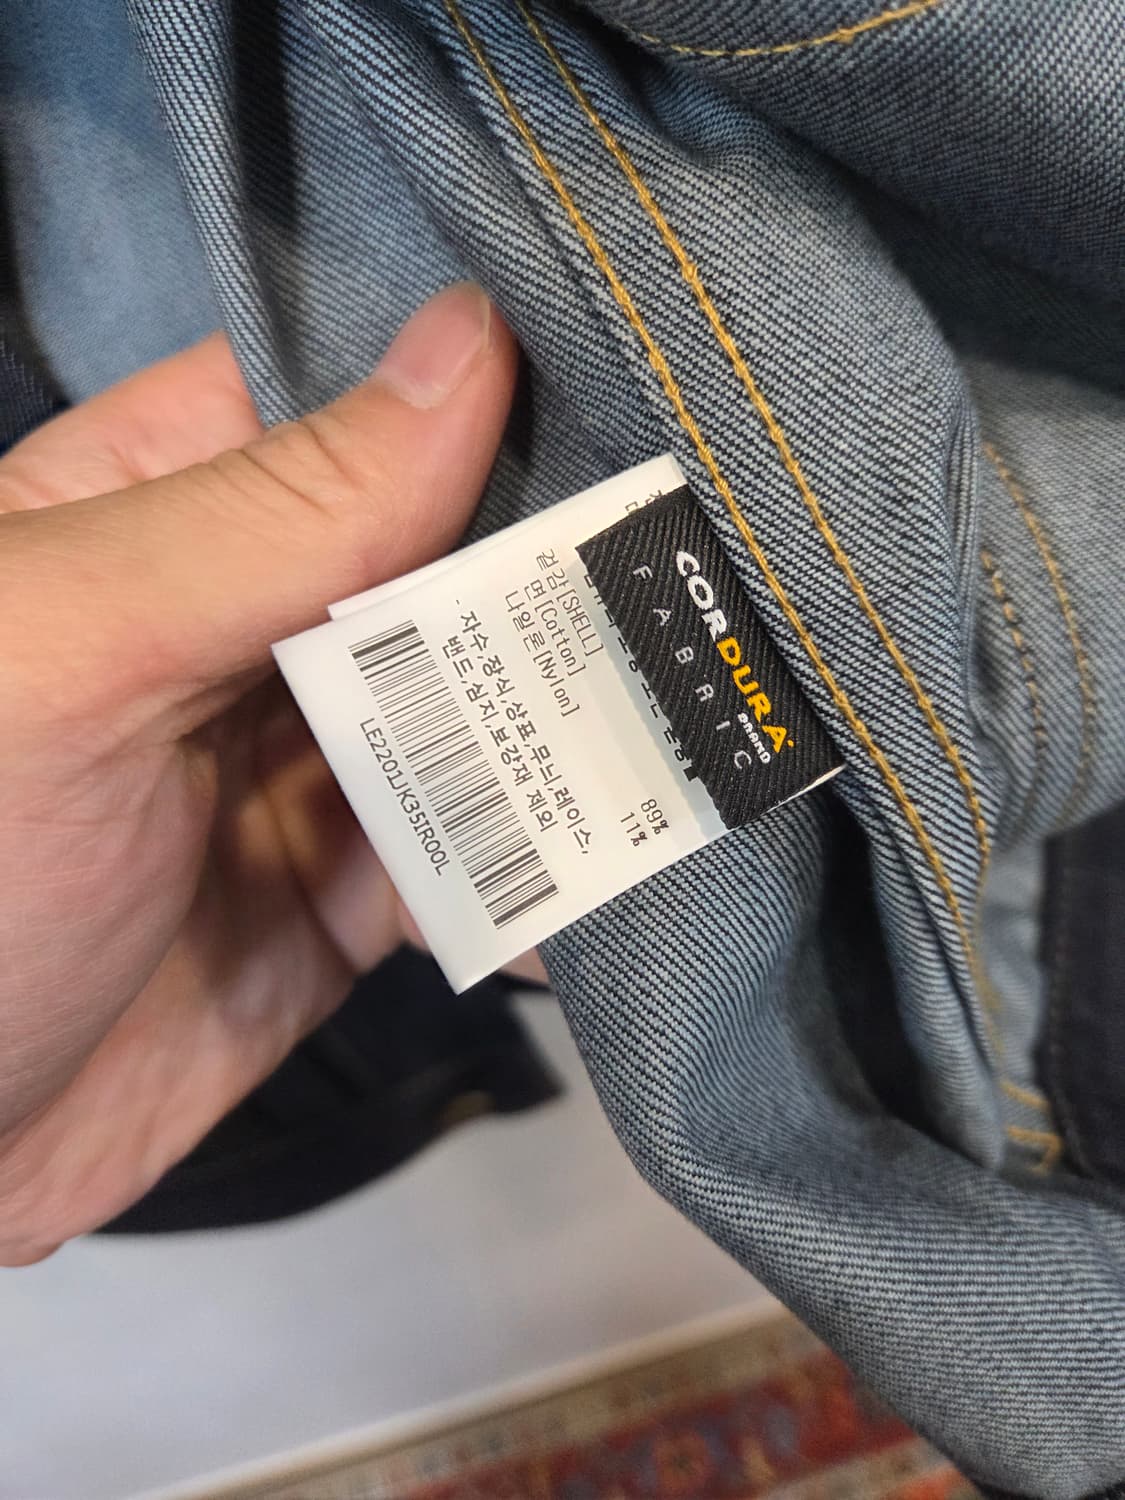 CORDURA
BRAND
FABRIC
겉감[SHELL]
면[Cotton] 89%
나일론[Nylon] 11%
- 자수,장식,상표,무늬,레이스,
밴드,심지,보강재 제외
LE2201JK35IR00L